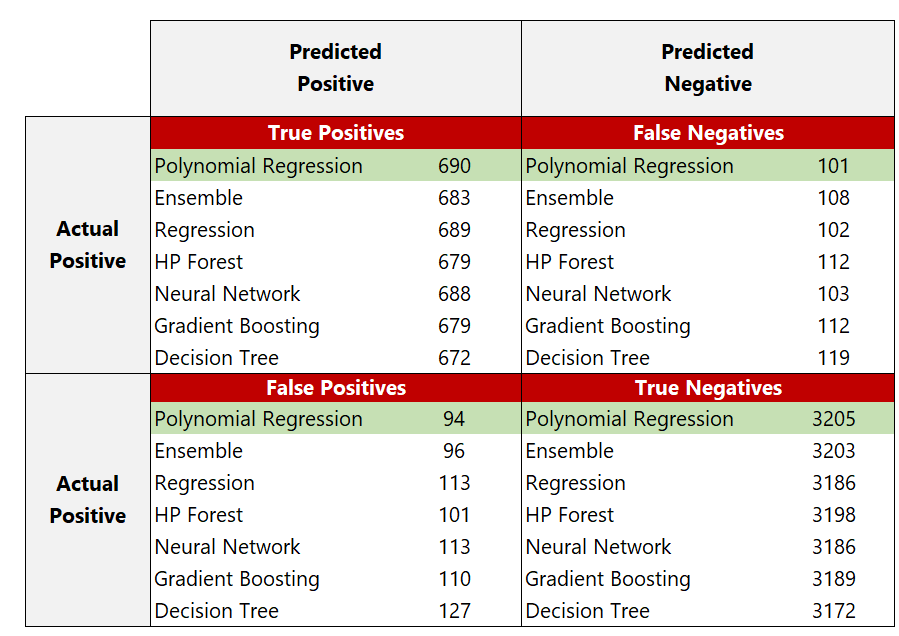 Predicted
Positive
Predicted
Negative
True Positives
False Negatives
Polynomial Regression 690 Polynomial Regression 101
Ensemble 683 Ensemble 108
Regression 689 Regression 102
HP Forest 679 HP Forest 112
Neural Network 688 Neural Network 103
Gradient Boosting 679 Gradient Boosting 112
Decision Tree 672 Decision Tree 119
Actual
Positive
False Positives
True Negatives
Polynomial Regression 94 Polynomial Regression 3205
Ensemble 96 Ensemble 3203
Regression 113 Regression 3186
HP Forest 101 HP Forest 3198
Neural Network 113 Neural Network 3186
Gradient Boosting 110 Gradient Boosting 3189
Decision Tree 127 Decision Tree 3172
Actual
Positive